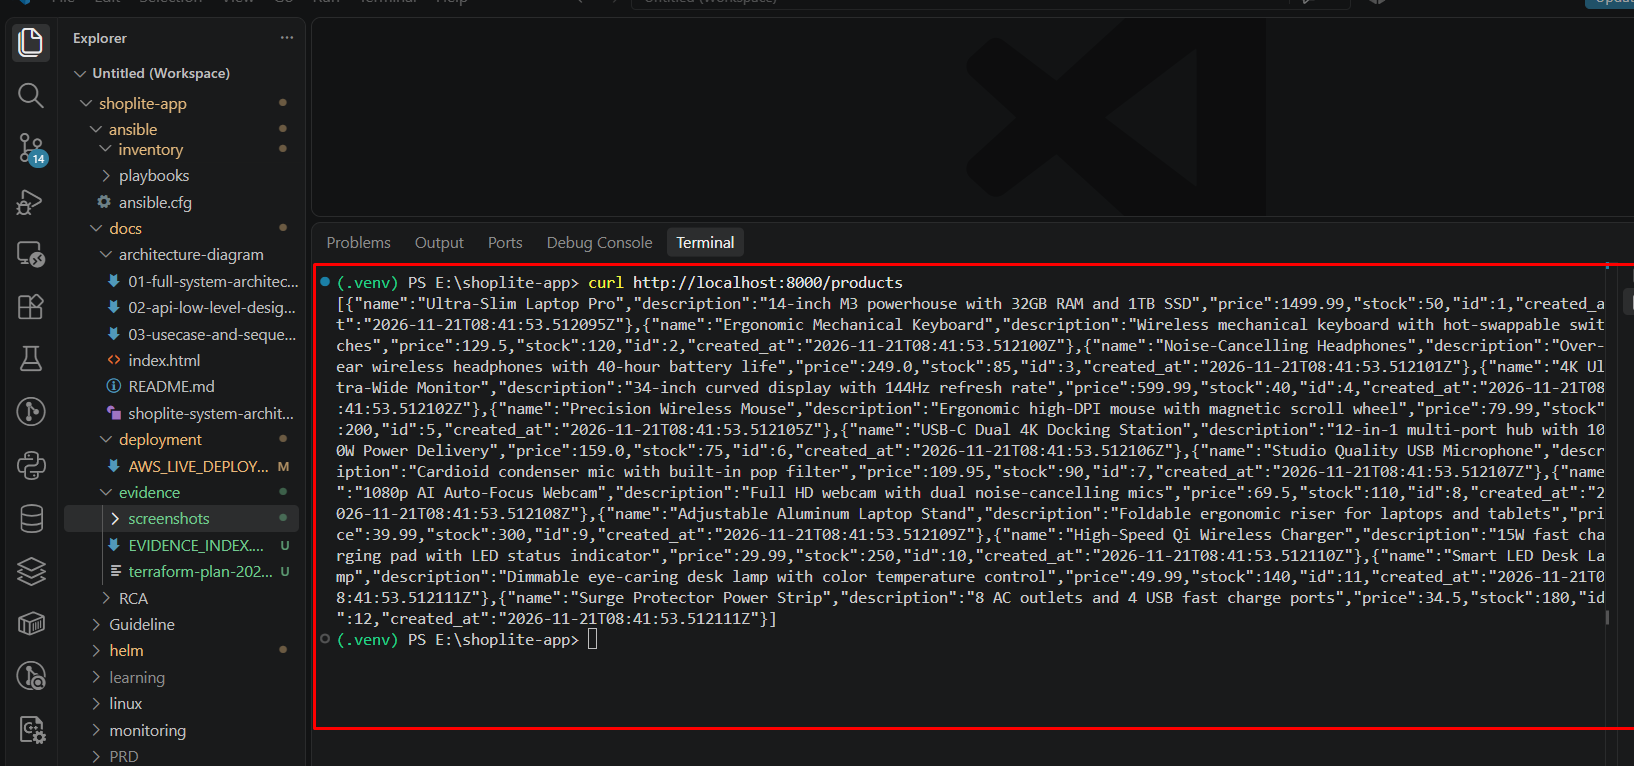 File Edit Selection View Go Run Terminal Help
Untitled (Workspace)
Explorer
Untitled (Workspace)
shoplite-app
ansible
inventory
playbooks
ansible.cfg
docs
architecture-diagram
01-full-system-architec...
02-api-low-level-desig...
03-usecase-and-seque...
index.html
README.md
shoplite-system-archit...
deployment
AWS_LIVE_DEPLOY... M
evidence
screenshots
EVIDENCE_INDEX.... U
terraform-plan-202... U
RCA
Guideline
helm
learning
linux
monitoring
PRD
14
Problems Output Ports Debug Console Terminal
(.venv) PS E:\shoplite-app> curl http://localhost:8000/products
[{"name":"Ultra-Slim Laptop Pro","description":"14-inch M3 powerhouse with 32GB RAM and 1TB SSD","price":1499.99,"stock":50,"id":1,"created_a
t":"2026-11-21T08:41:53.512095Z"},{"name":"Ergonomic Mechanical Keyboard","description":"Wireless mechanical keyboard with hot-swappable swit
ches","price":129.5,"stock":120,"id":2,"created_at":"2026-11-21T08:41:53.512100Z"},{"name":"Noise-Cancelling Headphones","description":"Over-
ear wireless headphones with 40-hour battery life","price":249.0,"stock":85,"id":3,"created_at":"2026-11-21T08:41:53.512101Z"},{"name":"4K Ul
tra-Wide Monitor","description":"34-inch curved display with 144Hz refresh rate","price":599.99,"stock":40,"id":4,"created_at":"2026-11-21T08
:41:53.512102Z"},{"name":"Precision Wireless Mouse","description":"Ergonomic high-DPI mouse with magnetic scroll wheel","price":79.99,"stock"
:200,"id":5,"created_at":"2026-11-21T08:41:53.512105Z"},{"name":"USB-C Dual 4K Docking Station","description":"12-in-1 multi-port hub with 10
0W Power Delivery","price":159.0,"stock":75,"id":6,"created_at":"2026-11-21T08:41:53.512106Z"},{"name":"Studio Quality USB Microphone","descr
iption":"Cardioid condenser mic with built-in pop filter","price":109.95,"stock":90,"id":7,"created_at":"2026-11-21T08:41:53.512107Z"},{"name
":"1080p AI Auto-Focus Webcam","description":"Full HD webcam with dual noise-cancelling mics","price":69.5,"stock":110,"id":8,"created_at":"2
026-11-21T08:41:53.512108Z"},{"name":"Adjustable Aluminum Laptop Stand","description":"Foldable ergonomic riser for laptops and tablets","pri
ce":39.99,"stock":300,"id":9,"created_at":"2026-11-21T08:41:53.512109Z"},{"name":"High-Speed Qi Wireless Charger","description":"15W fast cha
rging pad with LED status indicator","price":29.99,"stock":250,"id":10,"created_at":"2026-11-21T08:41:53.512110Z"},{"name":"Smart LED Desk La
mp","description":"Dimmable eye-caring desk lamp with color temperature control","price":49.99,"stock":140,"id":11,"created_at":"2026-11-21T0
8:41:53.512111Z"},{"name":"Surge Protector Power Strip","description":"8 AC outlets and 4 USB fast charge ports","price":34.5,"stock":180,"id
":12,"created_at":"2026-11-21T08:41:53.512111Z"}]
(.venv) PS E:\shoplite-app>